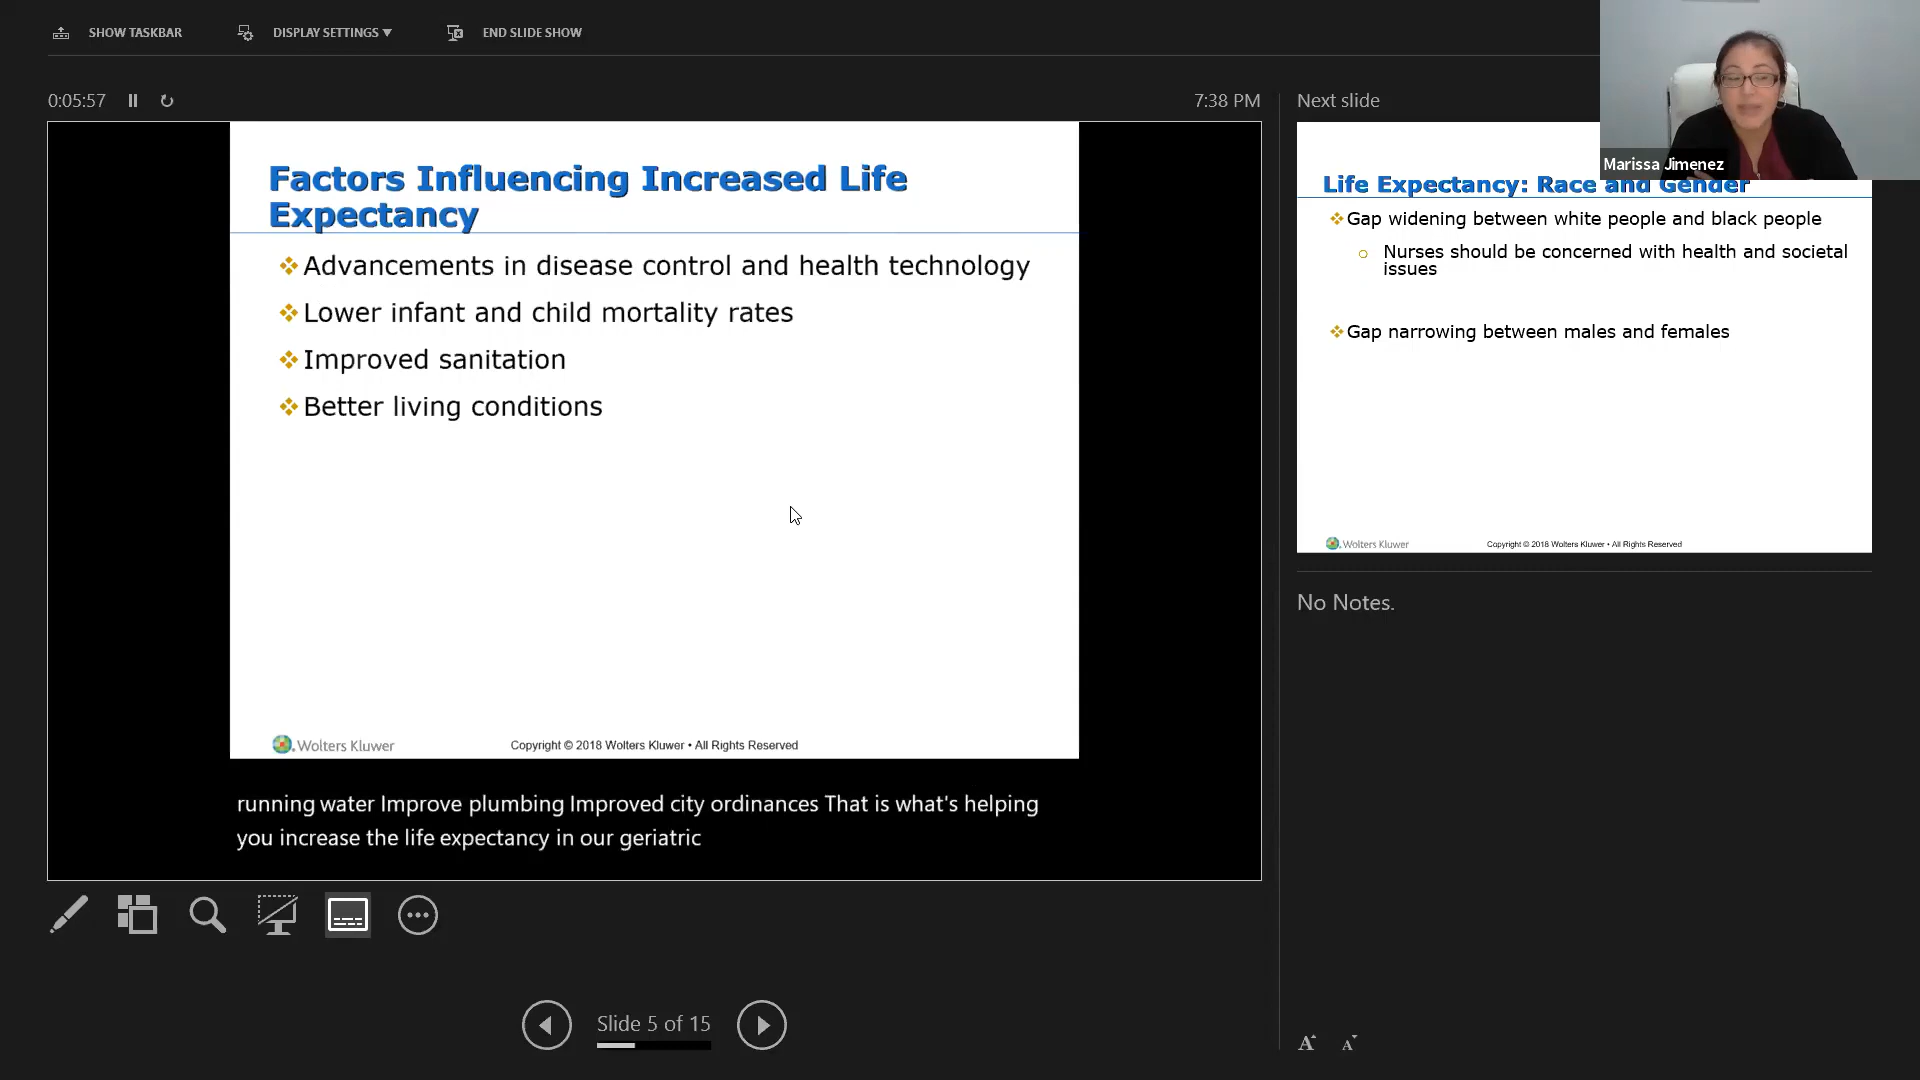 SHOW TASKBAR
DISPLAY SETTINGS
END SLIDE SHOW
0:05:57
7:38 PM
Next slide
Marissa Jimenez
Factors Influencing Increased Life
Expectancy
Advancements in disease control and health technology
Lower infant and child mortality rates
Improved sanitation
Better living conditions
Wolters Kluwer
Copyright © 2018 Wolters Kluwer • All Rights Reserved
running water Improve plumbing Improved city ordinances That is what's helping
you increase the life expectancy in our geriatric
Life Expectancy: Race and Gender
Gap widening between white people and black people
Nurses should be concerned with health and societal
issues
Gap narrowing between males and females
Wolters Kluwer
Copyright © 2018 Wolters Kluwer • All Rights Reserved
No Notes.
Slide 5 of 15
A
A